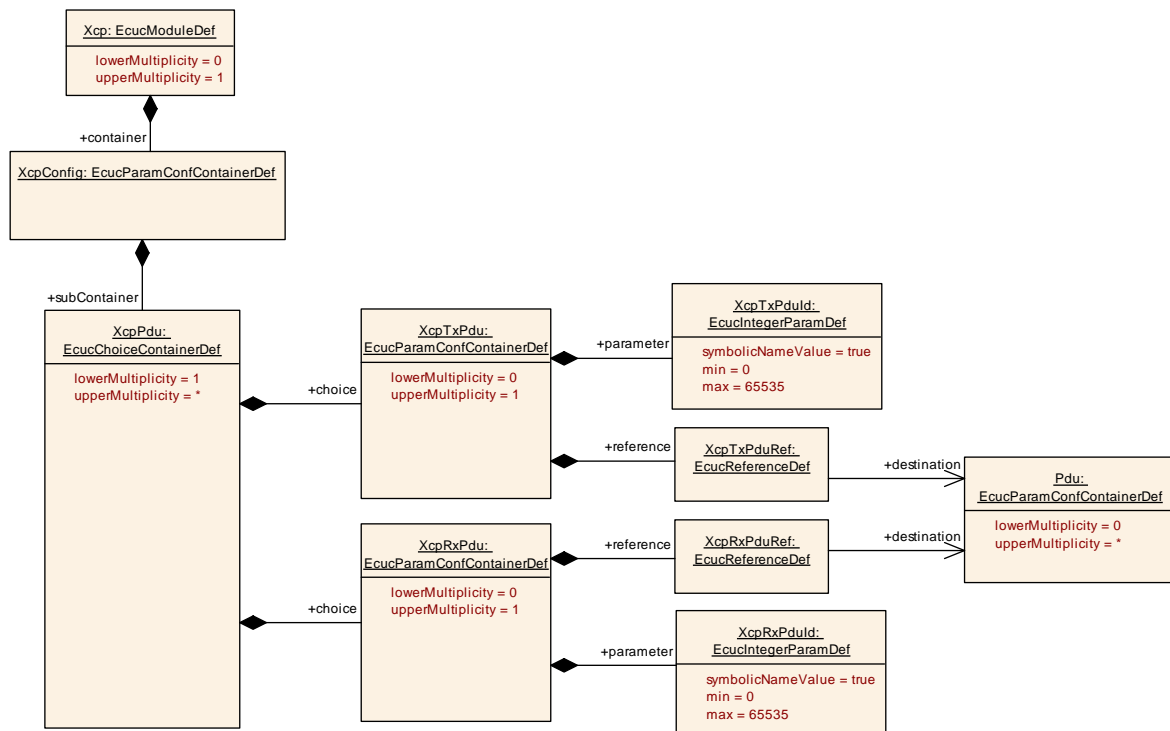 Xcp: EcucModuleDef
lowerMultiplicity = 0
upperMultiplicity = 1
+container
XcpConfig: EcucParamConfContainerDef
+subContainer
XcpPdu:
EcucChoiceContainerDef
lowerMultiplicity = 1
upperMultiplicity = *
+choice
XcpTxPdu:
EcucParamConfContainerDef
lowerMultiplicity = 0
upperMultiplicity = 1
+parameter
XcpTxPduId:
EcucIntegerParamDef
symbolicNameValue = true
min = 0
max = 65535
+reference
XcpTxPduRef:
EcucReferenceDef
+destination
Pdu:
EcucParamConfContainerDef
lowerMultiplicity = 0
upperMultiplicity = *
+choice
XcpRxPdu:
EcucParamConfContainerDef
lowerMultiplicity = 0
upperMultiplicity = 1
+reference
XcpRxPduRef:
EcucReferenceDef
+destination
+parameter
XcpRxPduId:
EcucIntegerParamDef
symbolicNameValue = true
min = 0
max = 65535